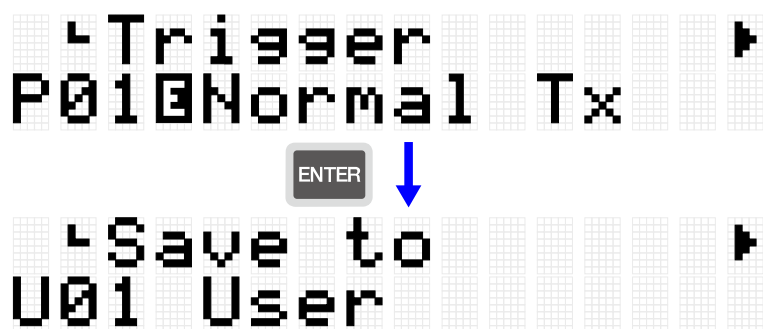 └Trigger ▶
P01🄴Normal Tx
ENTER
└Save to ▶
U01 User